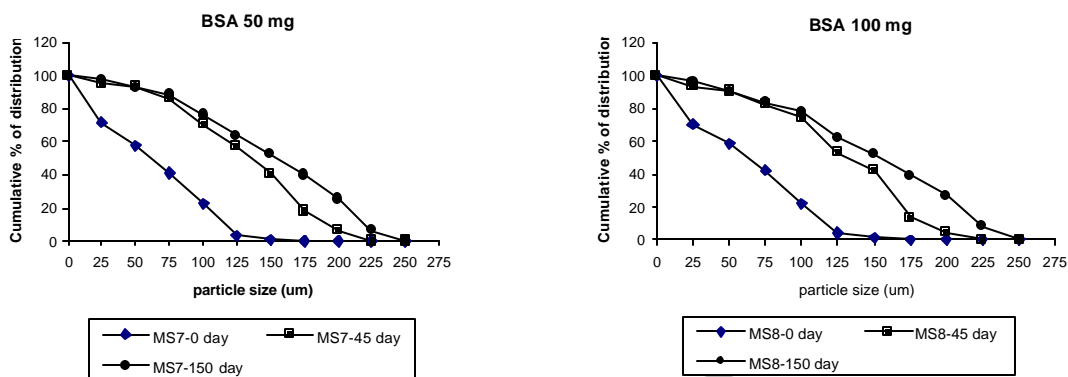 BSA 50 mg
Cumulative % of distribution
120
100
80
60
40
20
0
0 25 50 75 100 125 150 175 200 225 250 275
particle size (um)
MS7-0 day MS7-45 day
MS7-150 day
BSA 100 mg
Cumulative % of distribution
120
100
80
60
40
20
0
0 25 50 75 100 125 150 175 200 225 250 275
particle size (um)
MS8-0 day MS8-45 day
MS8-150 day